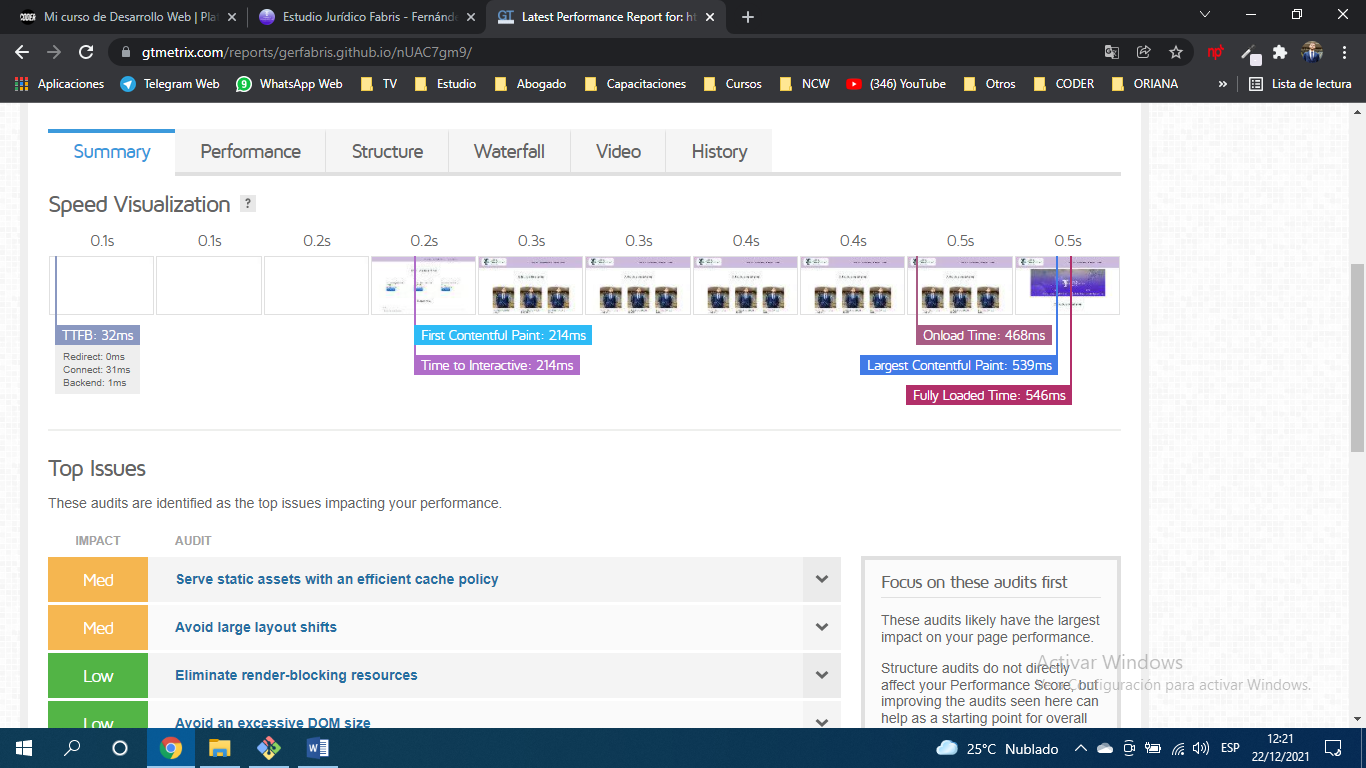 CODER Mi curso de Desarrollo Web | Pla
Estudio Jurídico Fabris - Fernánde
GT Latest Performance Report for: ht
gtmetrix.com/reports/gerfabris.github.io/nUAC7gm9/
Aplicaciones Telegram Web WhatsApp Web TV Estudio Abogado Capacitaciones Cursos NCW (346) YouTube Otros CODER ORIANA » Lista de lectura
Summary Performance Structure Waterfall Video History
Speed Visualization ?
0.1s 0.1s 0.2s 0.2s 0.3s 0.3s 0.4s 0.4s 0.5s 0.5s
TTFB: 32ms
Redirect: 0ms
Connect: 31ms
Backend: 1ms
First Contentful Paint: 214ms
Time to Interactive: 214ms
Onload Time: 468ms
Largest Contentful Paint: 539ms
Fully Loaded Time: 546ms
Top Issues
These audits are identified as the top issues impacting your performance.
IMPACT AUDIT
Med Serve static assets with an efficient cache policy
Med Avoid large layout shifts
Low Eliminate render-blocking resources
Low Avoid an excessive DOM size
Focus on these audits first
These audits likely have the largest
impact on your page performance.
Structure audits do not directly
affect your Performance Score, but
improving the audits seen here can
help as a starting point for overall
Activar Windows
Configuración para activar Windows.
25°C Nublado
ESP
12:21
22/12/2021